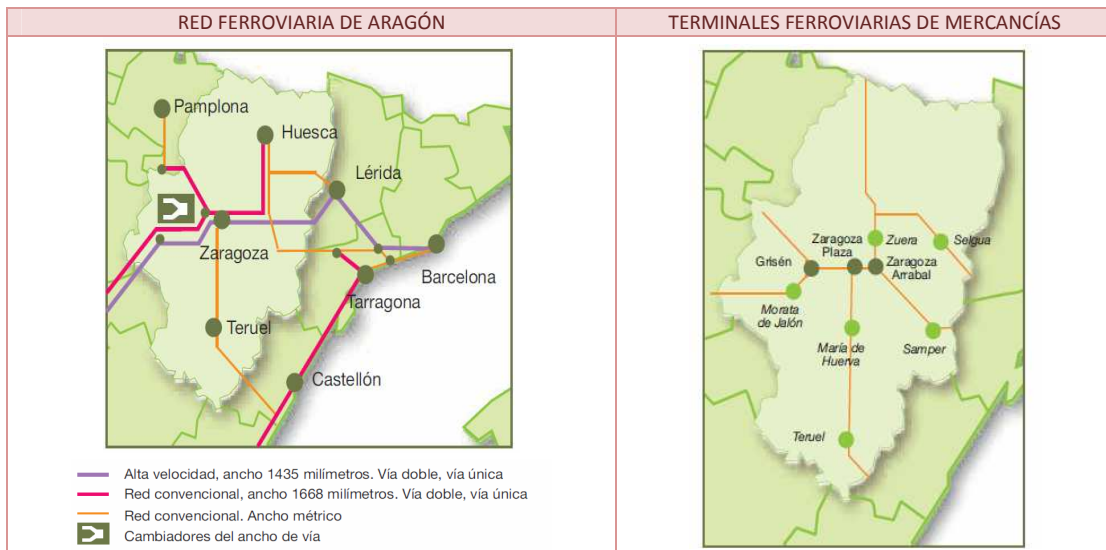 RED FERROVIARIA DE ARAGÓN
Pamplona
Huesca
Lérida
Zaragoza
Barcelona
Tarragona
Teruel
Castellón
Alta velocidad, ancho 1435 milímetros. Vía doble, vía única
Red convencional, ancho 1668 milímetros. Vía doble, vía única
Red convencional. Ancho métrico
Cambiadores del ancho de vía
TERMINALES FERROVIARIAS DE MERCANCÍAS
Zaragoza
Plaza
Zuera
Selgua
Grisén
Zaragoza
Arrabal
Morata
de Jalón
María de
Huerva
Samper
Teruel